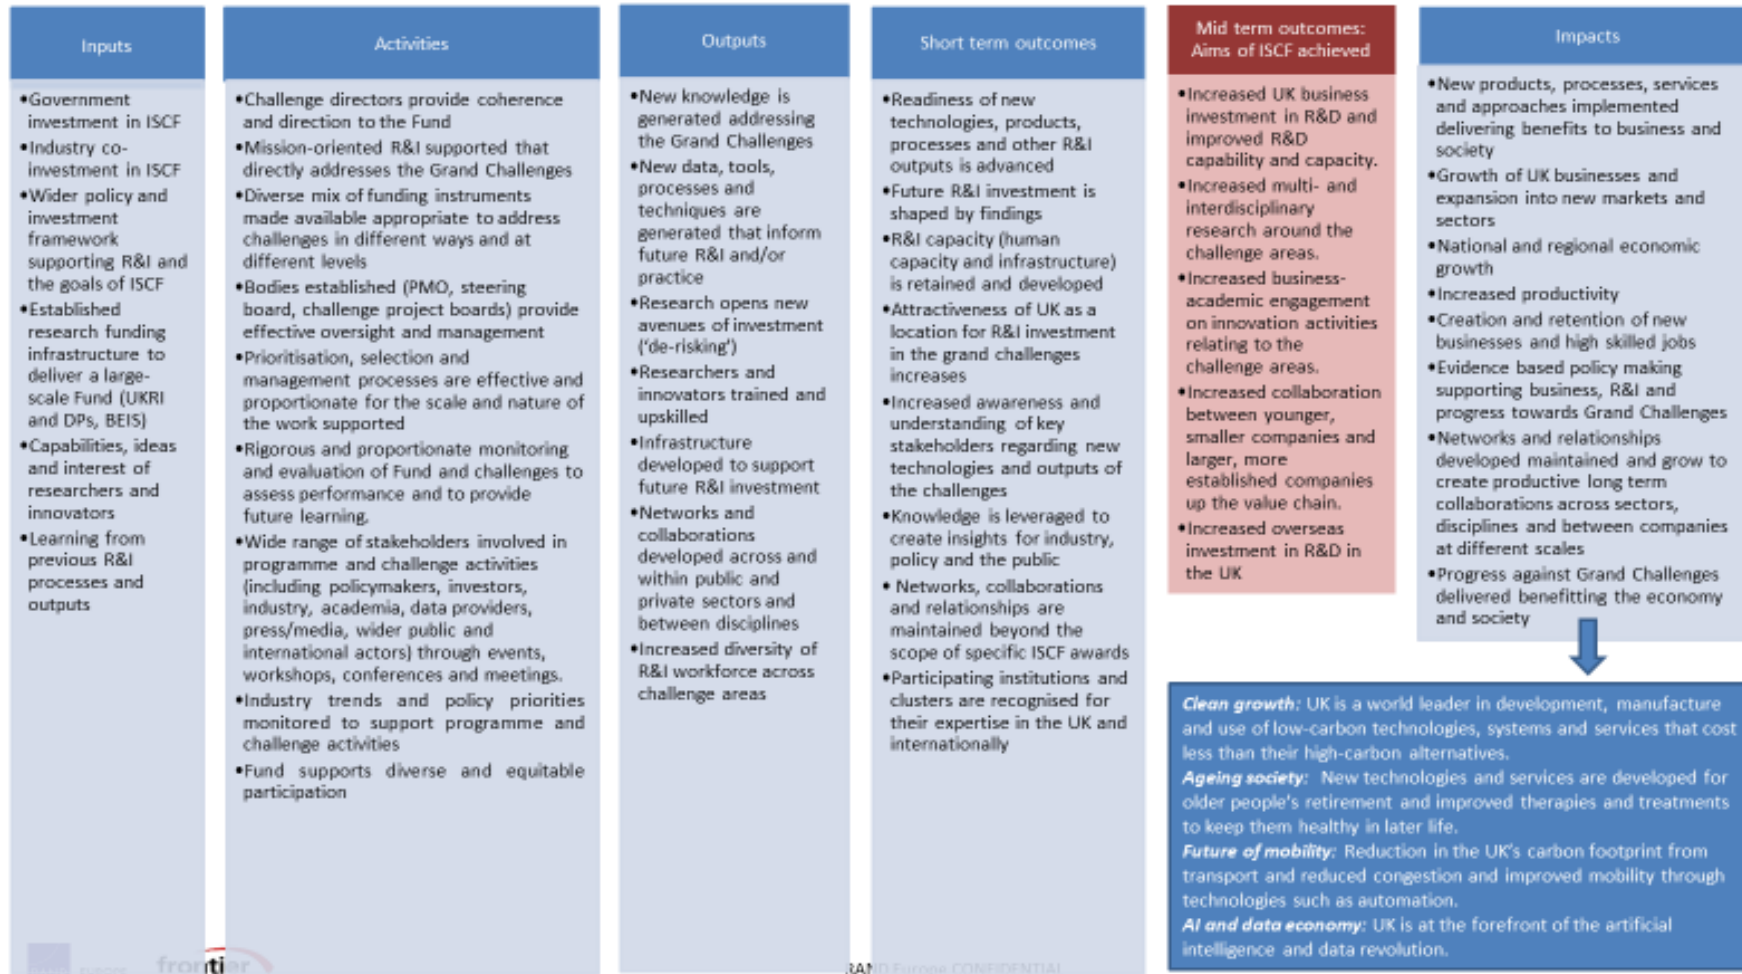 Inputs
•Government
investment in ISCF
•Industry co-
investment in ISCF
•Wider policy and
investment
framework
supporting R&I and
the goals of ISCF
•Established
research funding
infrastructure to
deliver a large-
scale Fund (UKRI
and DPs, BEIS)
•Capabilities, ideas
and interest of
researchers and
innovators
•Learning from
previous R&I
processes and
outputs
Activities
•Challenge directors provide coherence
and direction to the Fund
•Mission-oriented R&I supported that
directly addresses the Grand Challenges
•Diverse mix of funding instruments
made available appropriate to address
challenges in different ways and at
different levels
•Bodies established (PMO, steering
board, challenge project boards) provide
effective oversight and management
•Prioritisation, selection and
management processes are effective and
proportionate for the scale and nature of
the work supported
•Rigorous and proportionate monitoring
and evaluation of Fund and challenges to
assess performance and to provide
future learning.
•Wide range of stakeholders involved in
programme and challenge activities
(including policymakers, investors,
industry, academia, data providers,
press/media, wider public and
international actors) through events,
workshops, conferences and meetings.
•Industry trends and policy priorities
monitored to support programme and
challenge activities
•Fund supports diverse and equitable
participation
Outputs
•New knowledge is
generated addressing
the Grand Challenges
•New data, tools,
processes and
techniques are
generated that inform
future R&I and/or
practice
•Research opens new
avenues of investment
('de-risking')
•Researchers and
innovators trained and
upskilled
•Infrastructure
developed to support
future R&I investment
•Networks and
collaborations
developed across and
within public and
private sectors and
between disciplines
•Increased diversity of
R&I workforce across
challenge areas
Short term outcomes
•Readiness of new
technologies, products,
processes and other R&I
outputs is advanced
•Future R&I investment is
shaped by findings
•R&I capacity (human
capacity and infrastructure)
is retained and developed
•Attractiveness of UK as a
location for R&I investment
in the grand challenges
increases
•Increased awareness and
understanding of key
stakeholders regarding new
technologies and outputs of
the challenges
•Knowledge is leveraged to
create insights for industry,
policy and the public
• Networks, collaborations
and relationships are
maintained beyond the
scope of specific ISCF awards
•Participating institutions and
clusters are recognised for
their expertise in the UK and
internationally
Mid term outcomes:
Aims of ISCF achieved
•Increased UK business
investment in R&D and
improved R&D
capability and capacity.
•Increased multi- and
interdisciplinary
research around the
challenge areas.
•Increased business-
academic engagement
on innovation activities
relating to the
challenge areas.
•Increased collaboration
between younger,
smaller companies and
larger, more
established companies
up the value chain.
•Increased overseas
investment in R&D in
the UK
Impacts
•New products, processes, services
and approaches implemented
delivering benefits to business and
society
•Growth of UK businesses and
expansion into new markets and
sectors
•National and regional economic
growth
•Increased productivity
•Creation and retention of new
businesses and high skilled jobs
•Evidence based policy making
supporting business, R&I and
progress towards Grand Challenges
•Networks and relationships
developed maintained and grow to
create productive long term
collaborations across sectors,
disciplines and between companies
at different scales
•Progress against Grand Challenges
delivered benefitting the economy
and society
Clean growth: UK is a world leader in development, manufacture
and use of low-carbon technologies, systems and services that cost
less than their high-carbon alternatives.
Ageing society: New technologies and services are developed for
older people's retirement and improved therapies and treatments
to keep them healthy in later life.
Future of mobility: Reduction in the UK's carbon footprint from
transport and reduced congestion and improved mobility through
technologies such as automation.
AI and data economy: UK is at the forefront of the artificial
intelligence and data revolution.
EUROPE
frontier
RAND Europe CONFIDENTIAL